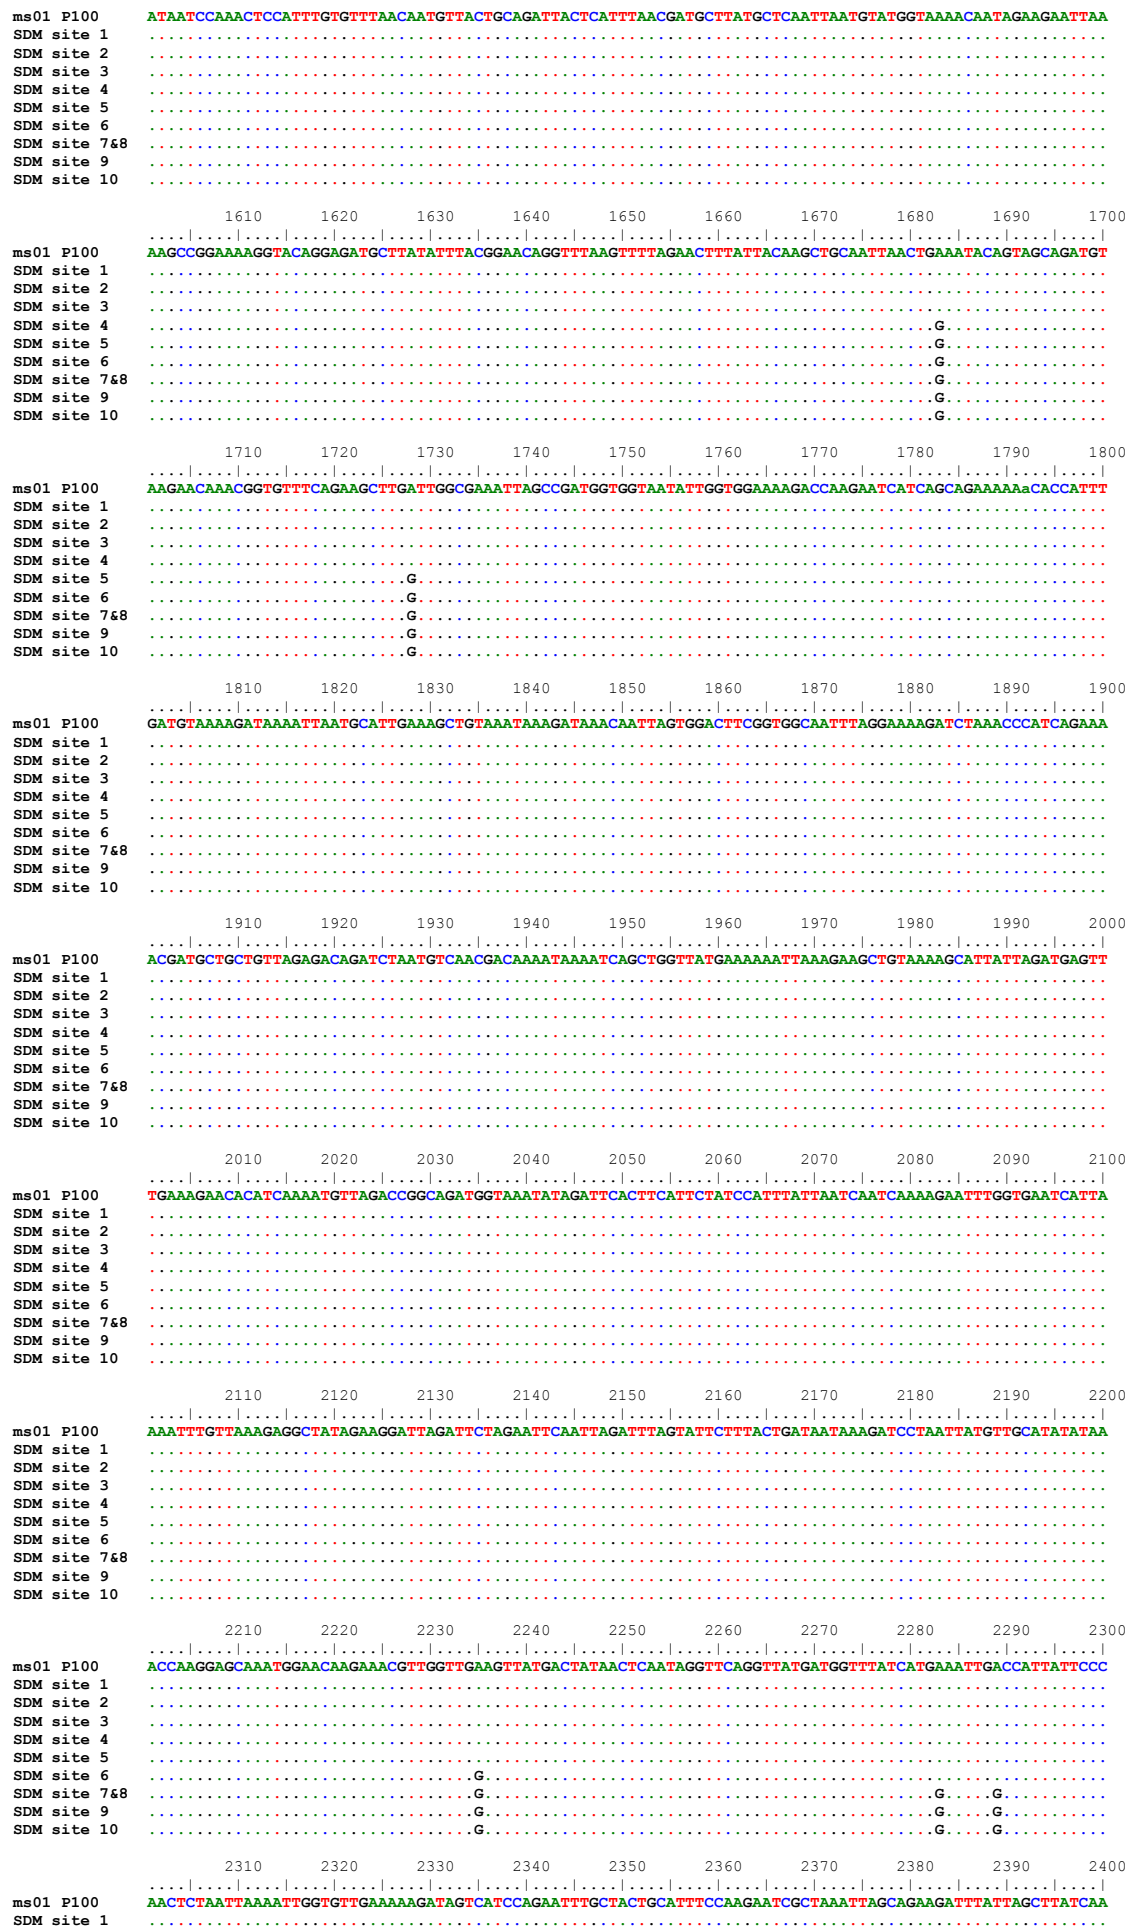 ms01 P100 ATAATCCAAACTCCATTTGTGTTTAACAATGTTACTGCAGATTACTCATTTAACGATGCTTATGCTCAATTAATGTATGGTAAAACAATAGAAGAATTAA
SDM site 1
SDM site 2
SDM site 3
SDM site 4
SDM site 5
SDM site 6
SDM site 7&8
SDM site 9
SDM site 10
1610 1620 1630 1640 1650 1660 1670 1680 1690 1700
ms01 P100 AAGCCGGAAAAGGTACAGGAGATGCTTATATTTACGGAACAGGTTTAAGTTTTAGAACTTTATTACAAGCTGCAATTAACTGAAATACAGTAGCAGATGT
SDM site 1
SDM site 2
SDM site 3
SDM site 4 G
SDM site 5 G
SDM site 6 G
SDM site 7&8 G
SDM site 9 G
SDM site 10 G
1710 1720 1730 1740 1750 1760 1770 1780 1790 1800
ms01 P100 AAGAACAAACGGTGTTTCAGAAGCTTGATTGGCGAAATTAGCCGATGGTGGTAATATTGGTGGAAAAGACCAAGAATCATCAGCAGAAAAAaCACCATTT
SDM site 1
SDM site 2
SDM site 3
SDM site 4
SDM site 5 G
SDM site 6 G
SDM site 7&8 G
SDM site 9 G
SDM site 10 G
1810 1820 1830 1840 1850 1860 1870 1880 1890 1900
ms01 P100 GATGTAAAAGATAAAATTAATGCATTGAAAGCTGTAAATAAAGATAAACAATTAGTGGACTTCGGTGGCAATTTAGGAAAAGATCTAAACCCATCAGAAA
SDM site 1
SDM site 2
SDM site 3
SDM site 4
SDM site 5
SDM site 6
SDM site 7&8
SDM site 9
SDM site 10
1910 1920 1930 1940 1950 1960 1970 1980 1990 2000
ms01 P100 ACGATGCTGCTGTTAGAGACAGATCTAATGTCAACGACAAAATAAAATCAGCTGGTTATGAAAAAATTAAAGAAGCTGTAAAAGCATTATTAGATGAGTT
SDM site 1
SDM site 2
SDM site 3
SDM site 4
SDM site 5
SDM site 6
SDM site 7&8
SDM site 9
SDM site 10
2010 2020 2030 2040 2050 2060 2070 2080 2090 2100
ms01 P100 TGAAAGAACACATCAAAATGTTAGACCGGCAGATGGTAAATATAGATTCACTTCATTCTATCCATTTATTAATCAATCAAAAGAATTTGGTGAATCATTA
SDM site 1
SDM site 2
SDM site 3
SDM site 4
SDM site 5
SDM site 6
SDM site 7&8
SDM site 9
SDM site 10
2110 2120 2130 2140 2150 2160 2170 2180 2190 2200
ms01 P100 AAATTTGTTAAAGAGGCTATAGAAGGATTAGATTCTAGAATTCAATTAGATTTAGTATTCTTTACTGATAATAAAGATCCTAATTATGTTGCATATATAA
SDM site 1
SDM site 2
SDM site 3
SDM site 4
SDM site 5
SDM site 6
SDM site 7&8
SDM site 9
SDM site 10
2210 2220 2230 2240 2250 2260 2270 2280 2290 2300
ms01 P100 ACCAAGGAGCAAATGGAACAAGAAACGTTGGTTGAAGTTATGACTATAACTCAATAGGTTCAGGTTATGATGGTTTATCATGAAATTGACCATTATTCCC
SDM site 1
SDM site 2
SDM site 3
SDM site 4
SDM site 5
SDM site 6 G
SDM site 7&8 G G G
SDM site 9 G G G
SDM site 10 G G G
2310 2320 2330 2340 2350 2360 2370 2380 2390 2400
ms01 P100 AACTCTAATTAAAATTGGTGTTGAAAAAGATAGTCATCCAGAATTTGCTACTGCATTTCCAAGAATCGCTAAATTAGCAGAAGATTTATTAGCTTATCAA
SDM site 1